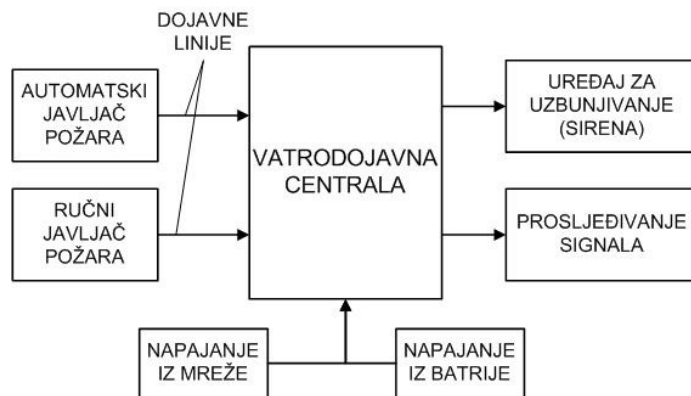 DOJAVNE
LINIJE
AUTOMATSKI
JAVLJAČ
POŽARA
RUČNI
JAVLJAČ
POŽARA
VATRODOJAVNA
CENTRALA
UREĐAJ ZA
UZBUNJIVANJE
(SIRENA)
PROSLJEĐIVANJE
SIGNALA
NAPAJANJE
IZ MREŽE
NAPAJANJE
IZ BATRIJE